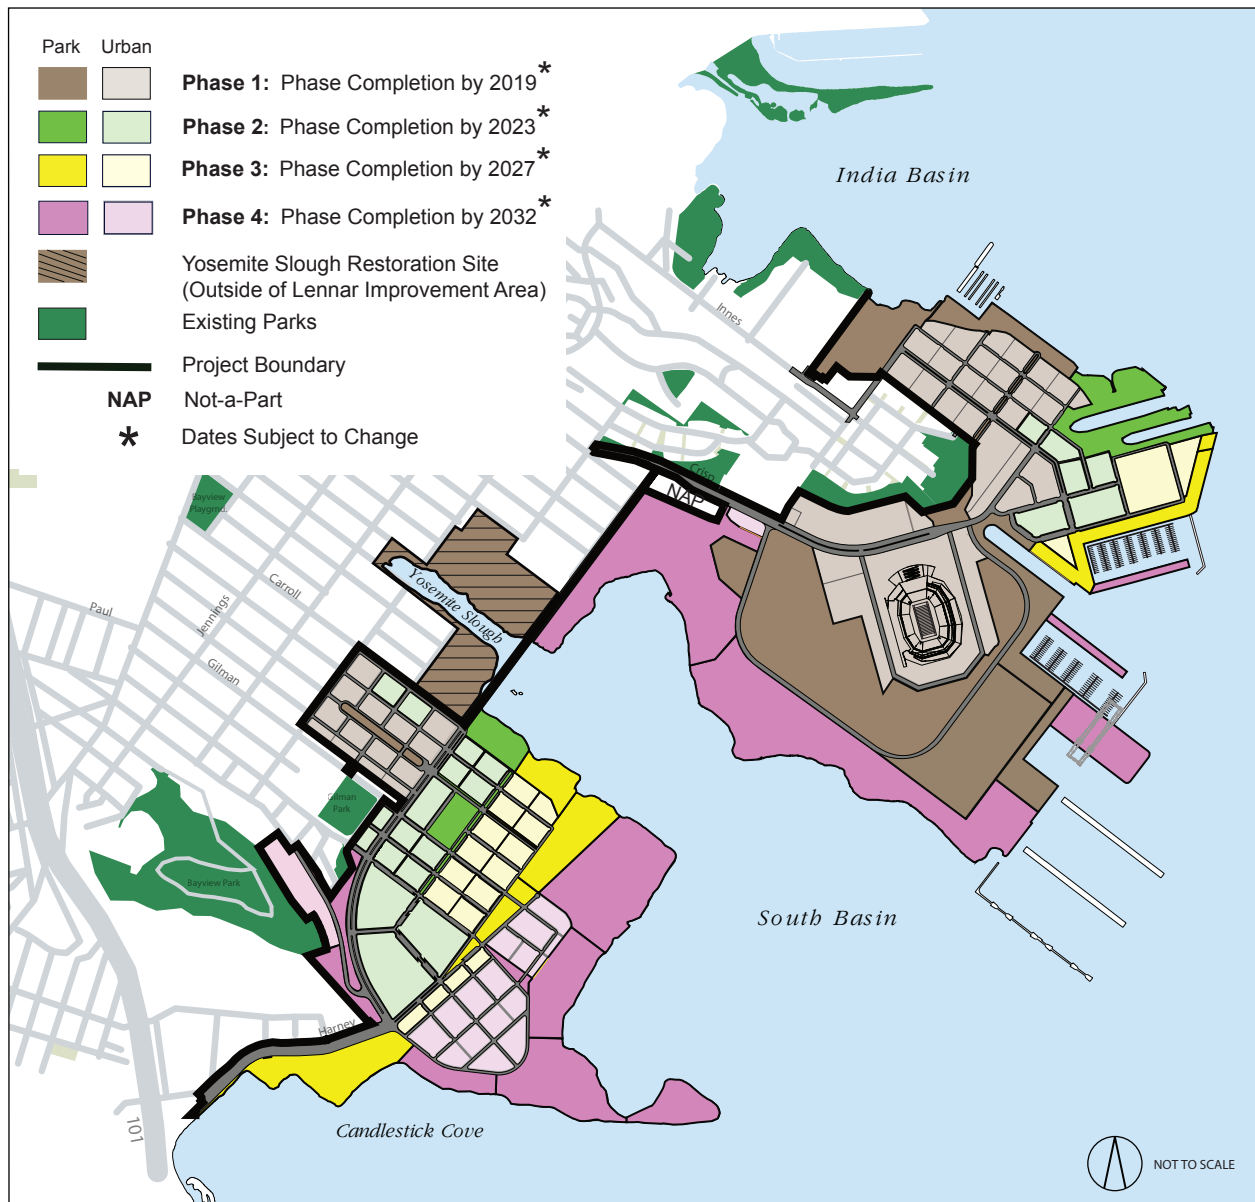 Park Urban
Phase 1: Phase Completion by 2019*
Phase 2: Phase Completion by 2023*
Phase 3: Phase Completion by 2027*
Phase 4: Phase Completion by 2032*
Yosemite Slough Restoration Site
(Outside of Lennar Improvement Area)
Existing Parks
Project Boundary
NAP Not-a-Part
* Dates Subject to Change
India Basin
Innes
Crisp
NAP
Bayview
Playgrnd.
Yosemite Slough
Carroll
Paul
Jennings
Gilman
Gilman
Park
Bayview Park
South Basin
Harney
101
Candlestick Cove
NOT TO SCALE